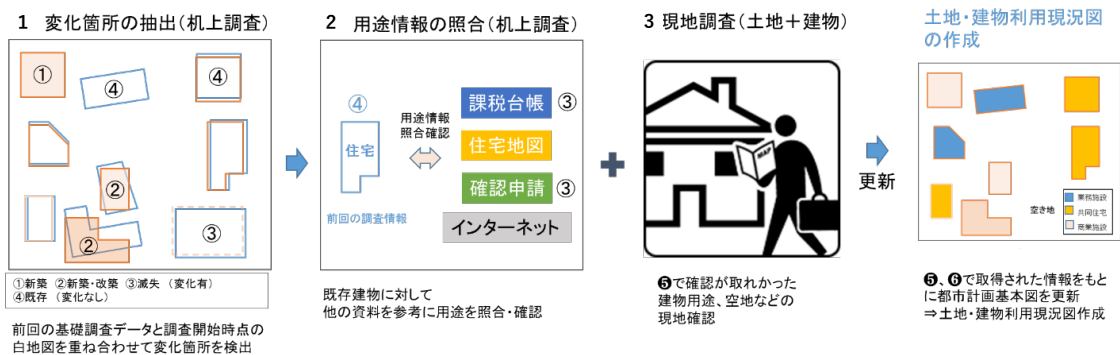 1 変化箇所の抽出(机上調査)
①
④
④
②
②
③
①新築 ②新築・改築 ③滅失 (変化有)
④既存 (変化なし)
前回の基礎調査データと調査開始時点の
白地図を重ね合わせて変化箇所を検出
2 用途情報の照合(机上調査)
④
住宅
前回の調査情報
用途情報
照合確認
課税台帳 ③
住宅地図
確認申請 ③
インターネット
既存建物に対して
他の資料を参考に用途を照合・確認
3 現地調査(土地+建物)
MAP
❺で確認が取れかった
建物用途、空地などの
現地確認
更新
土地・建物利用現況図
の作成
空き地
業務施設
共同住宅
商業施設
❺、❻で取得された情報をもと
に都市計画基本図を更新
⇒土地・建物利用現況図作成